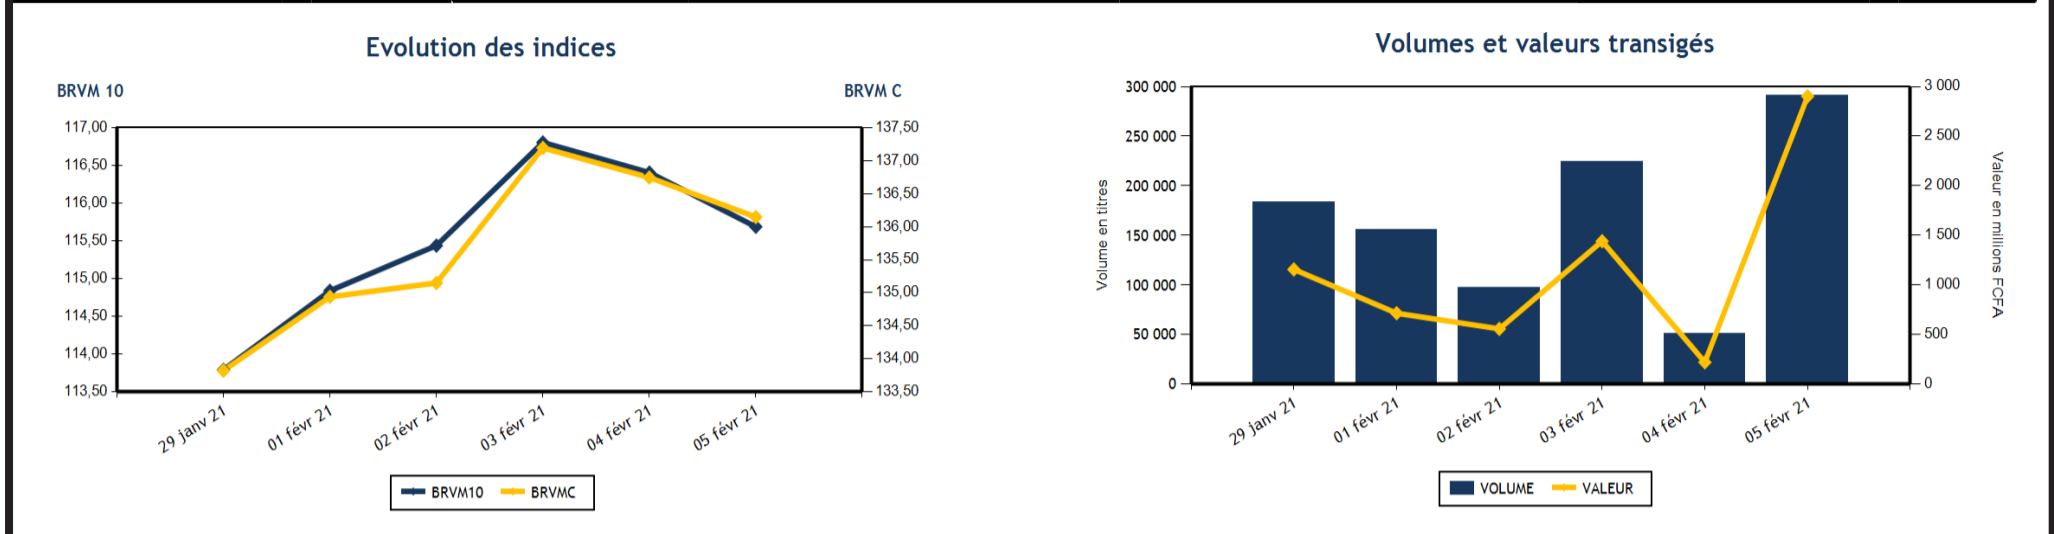 Evolution des indices
BRVM 10
BRVM C
117,00
116,50
116,00
115,50
115,00
114,50
114,00
113,50
137,50
137,00
136,50
136,00
135,50
135,00
134,50
134,00
133,50
29 janv 21
01 févr 21
02 févr 21
03 févr 21
04 févr 21
05 févr 21
BRVM10
BRVMC
Volumes et valeurs transigés
Volume en titres
300 000
250 000
200 000
150 000
100 000
50 000
0
3 000
2 500
2 000
1 500
1 000
500
0
Valeur en millions FCFA
29 janv 21
01 févr 21
02 févr 21
03 févr 21
04 févr 21
05 févr 21
VOLUME
VALEUR